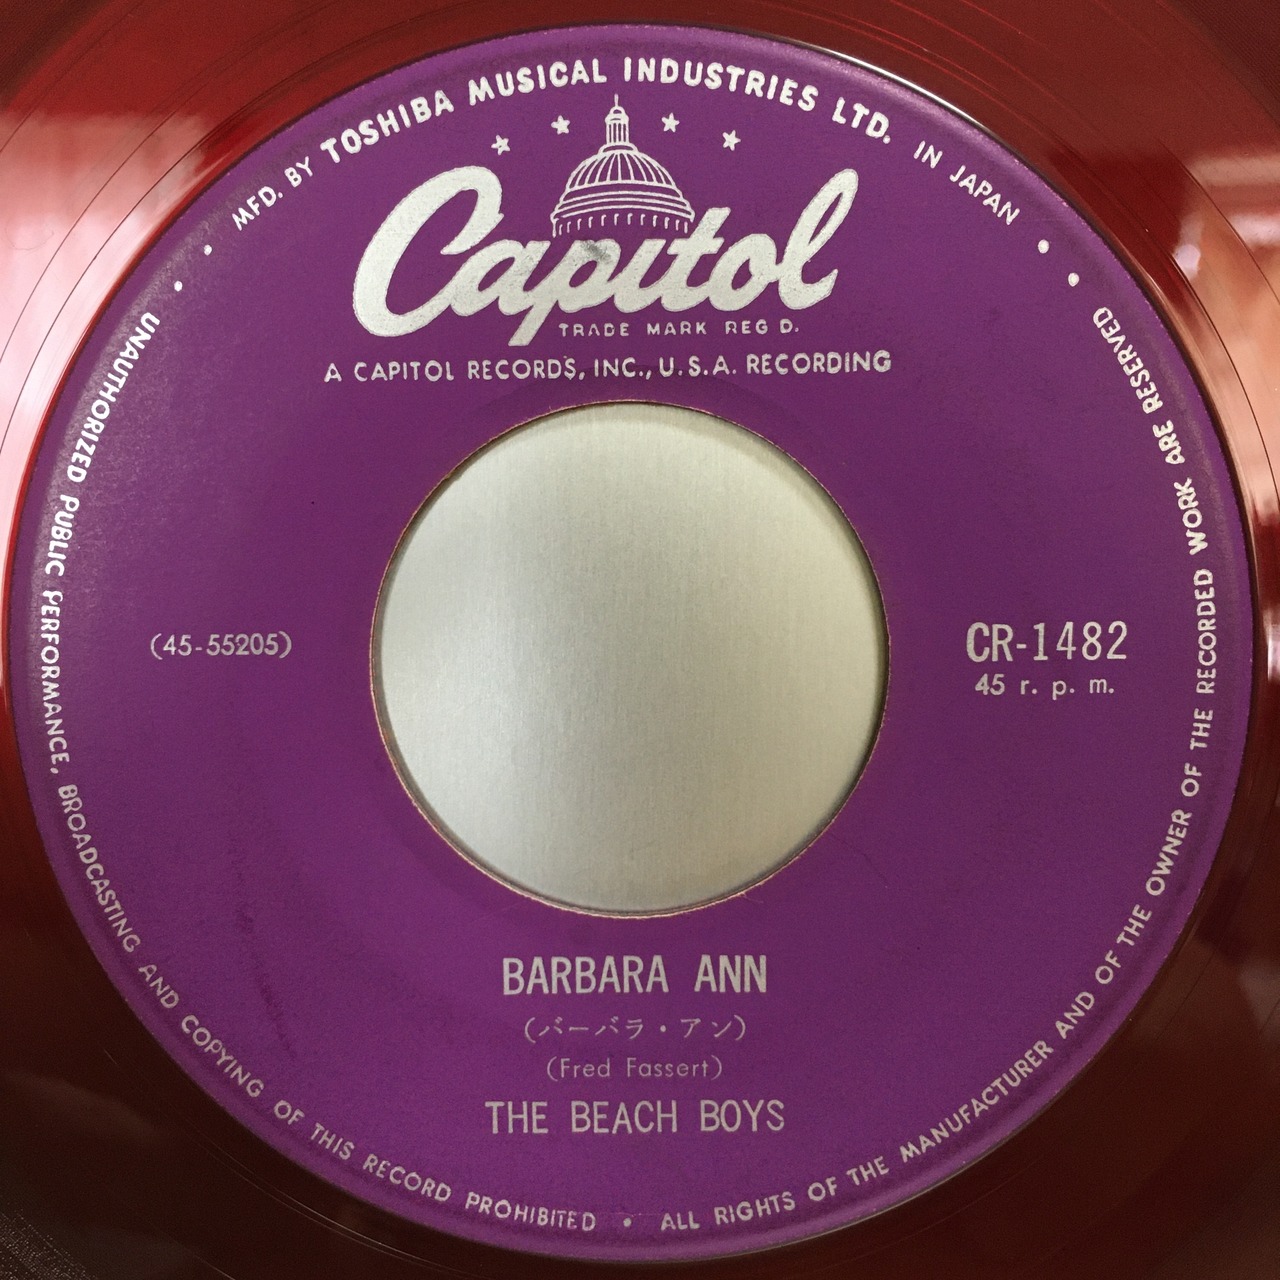 MFD. BY TOSHIBA MUSICAL INDUSTRIES LTD. IN JAPAN
Capitol
TRADE MARK REG D.
A CAPITOL RECORDS, INC., U.S.A. RECORDING
(45-55205)
CR-1482
45 r. p. m.
BARBARA ANN
(バーバラ・アン)
(Fred Fassert)
THE BEACH BOYS
UNAUTHORIZED PUBLIC PERFORMANCE, BROADCASTING AND COPYING OF THIS RECORD PROHIBITED • ALL RIGHTS OF THE MANUFACTURER AND OF THE OWNER OF THE RECORDED WORK ARE RESERVED